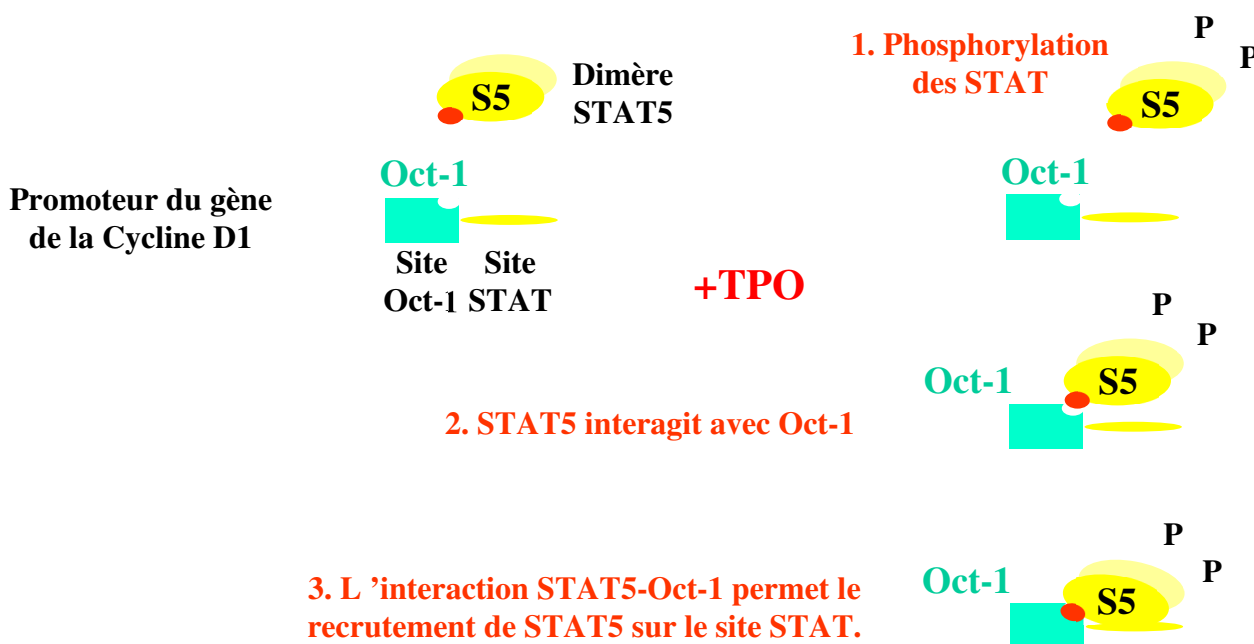 1. Phosphorylation
des STAT
P
P
S5
Dimère
STAT5
S5
Oct-1
Oct-1
Promoteur du gène
de la Cycline D1
Site Site
Oct-1 STAT
+TPO
P
P
Oct-1
S5
2. STAT5 interagit avec Oct-1
P
P
Oct-1
S5
3. L ’interaction STAT5-Oct-1 permet le
recrutement de STAT5 sur le site STAT.